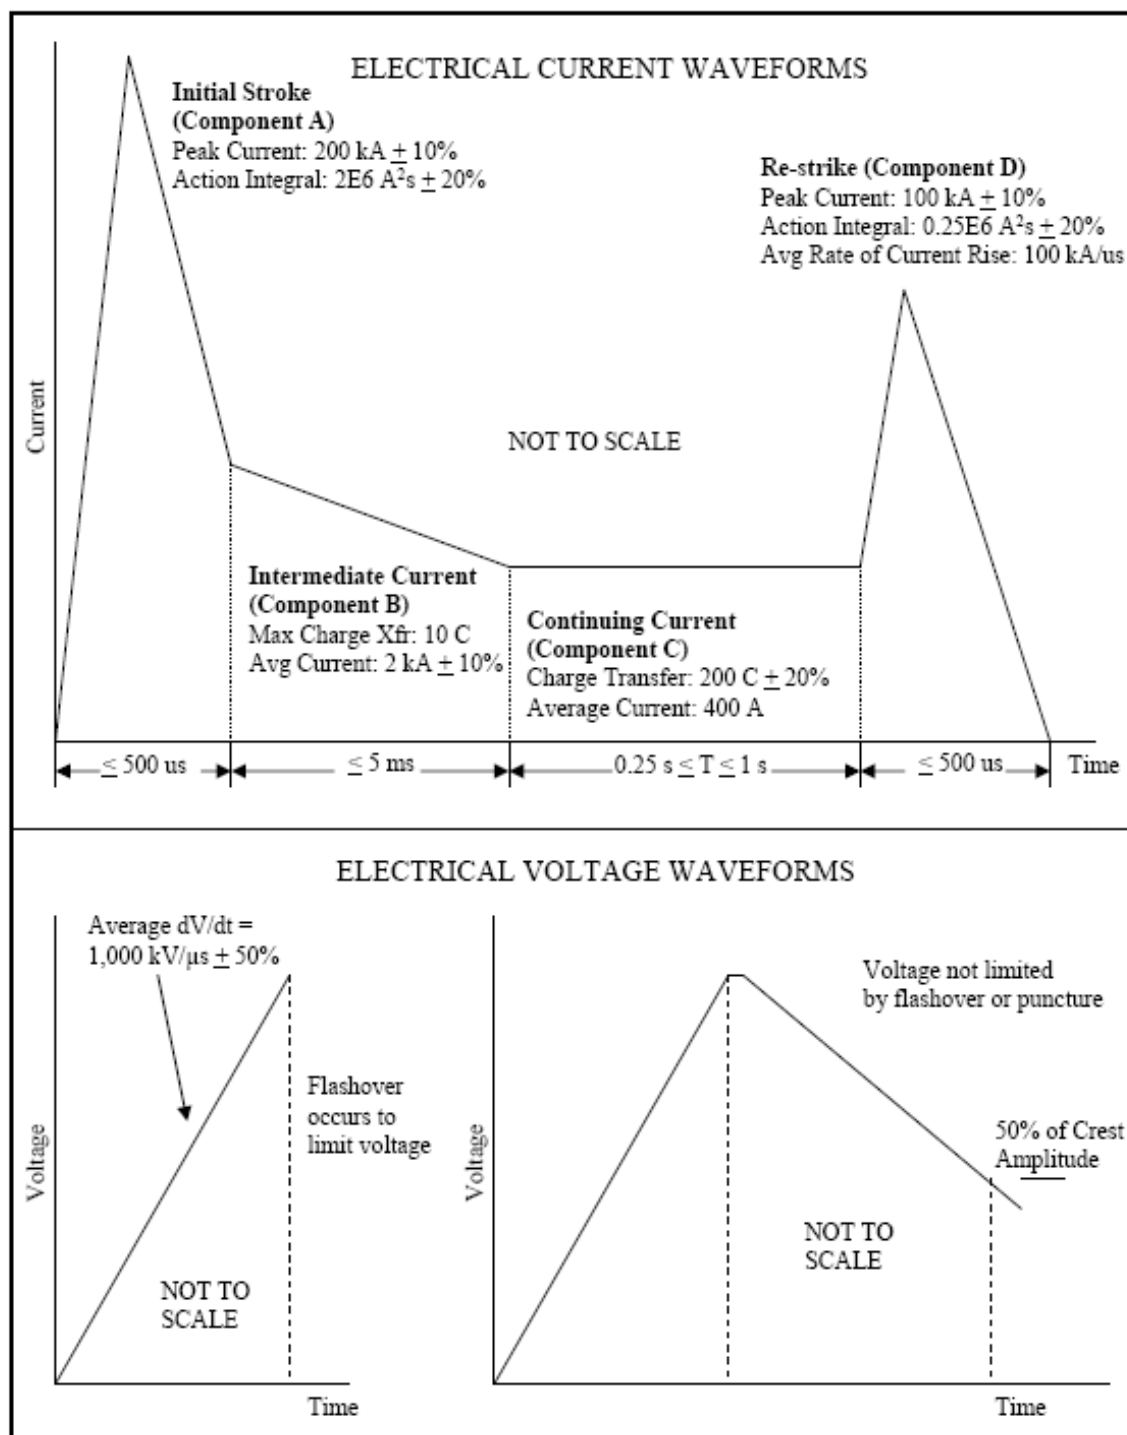 ELECTRICAL CURRENT WAVEFORMS
Initial Stroke
(Component A)
Peak Current: 200 kA ± 10%
Action Integral: 2E6 A²s ± 20%
Re-strike (Component D)
Peak Current: 100 kA ± 10%
Action Integral: 0.25E6 A²s ± 20%
Avg Rate of Current Rise: 100 kA/us
Current
NOT TO SCALE
Intermediate Current
(Component B)
Max Charge Xfr: 10 C
Avg Current: 2 kA ± 10%
Continuing Current
(Component C)
Charge Transfer: 200 C ± 20%
Average Current: 400 A
≤ 500 us
≤ 5 ms
0.25 s ≤ T ≤ 1 s
≤ 500 us
Time
ELECTRICAL VOLTAGE WAVEFORMS
Average dV/dt =
1,000 kV/µs ± 50%
Flashover
occurs to
limit voltage
Voltage
NOT TO
SCALE
Time
Voltage not limited
by flashover or puncture
50% of Crest
Amplitude
Voltage
NOT TO
SCALE
Time